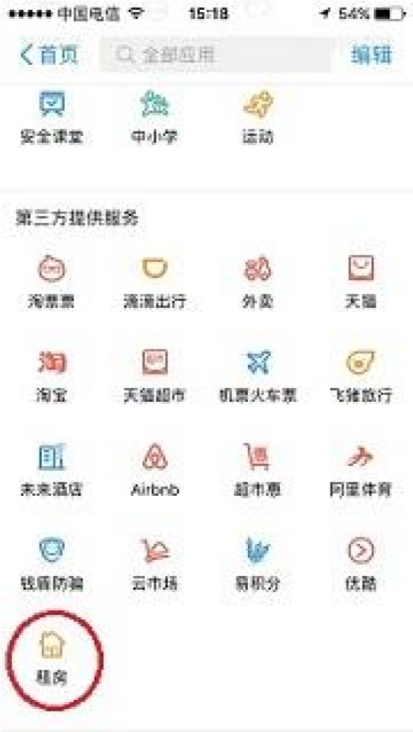 中国电信 15:18 54%
首页 全部应用 编辑
安全课堂 中小学 运动
第三方提供服务
淘票票 滴滴出行 外卖 天猫
淘宝 天猫超市 机票火车票 飞猪旅行
未来酒店 Airbnb 超市惠 阿里体育
钱盾防骗 云市场 易积分 优酷
租房